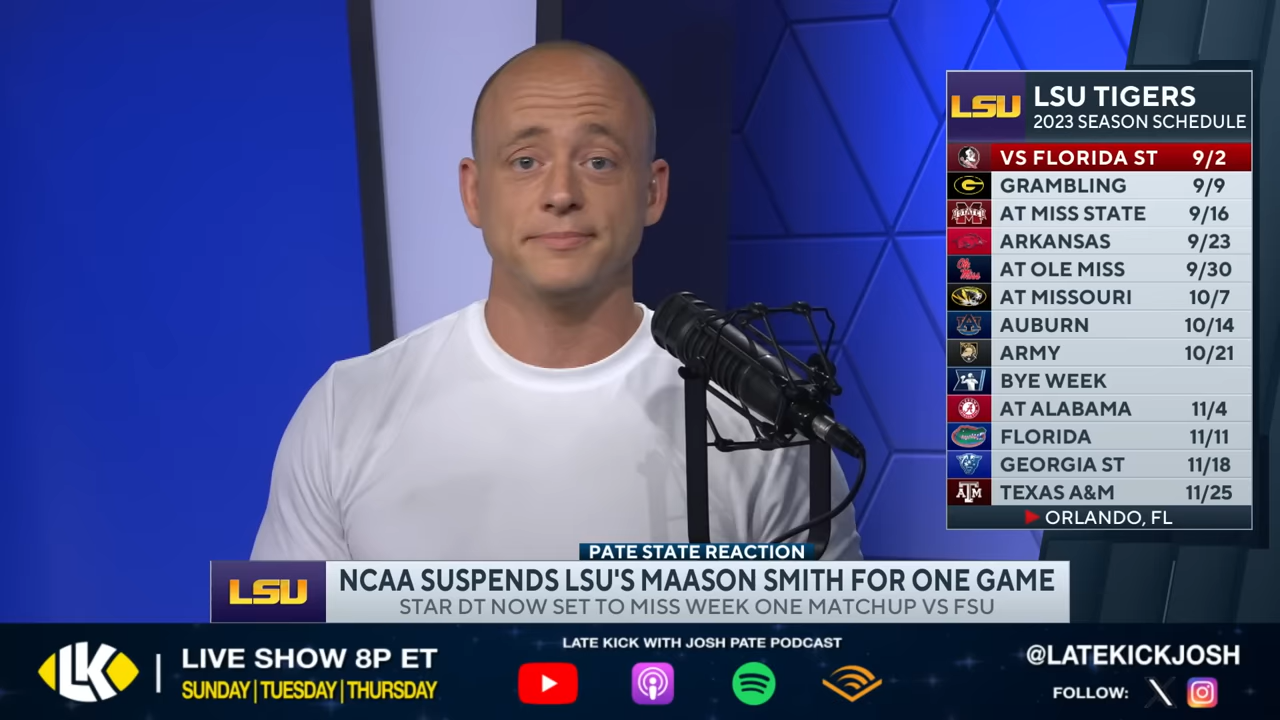 LSU LSU TIGERS
2023 SEASON SCHEDULE
VS FLORIDA ST 9/2
GRAMBLING 9/9
AT MISS STATE 9/16
ARKANSAS 9/23
AT OLE MISS 9/30
AT MISSOURI 10/7
AUBURN 10/14
ARMY 10/21
BYE WEEK
AT ALABAMA 11/4
FLORIDA 11/11
GEORGIA ST 11/18
TEXAS A&M 11/25
ORLANDO, FL
PATE STATE REACTION
LSU NCAA SUSPENDS LSU'S MAASON SMITH FOR ONE GAME
STAR DT NOW SET TO MISS WEEK ONE MATCHUP VS FSU
LK
LIVE SHOW 8P ET
SUNDAY|TUESDAY|THURSDAY
LATE KICK WITH JOSH PATE PODCAST
@LATEKICKJOSH
FOLLOW: